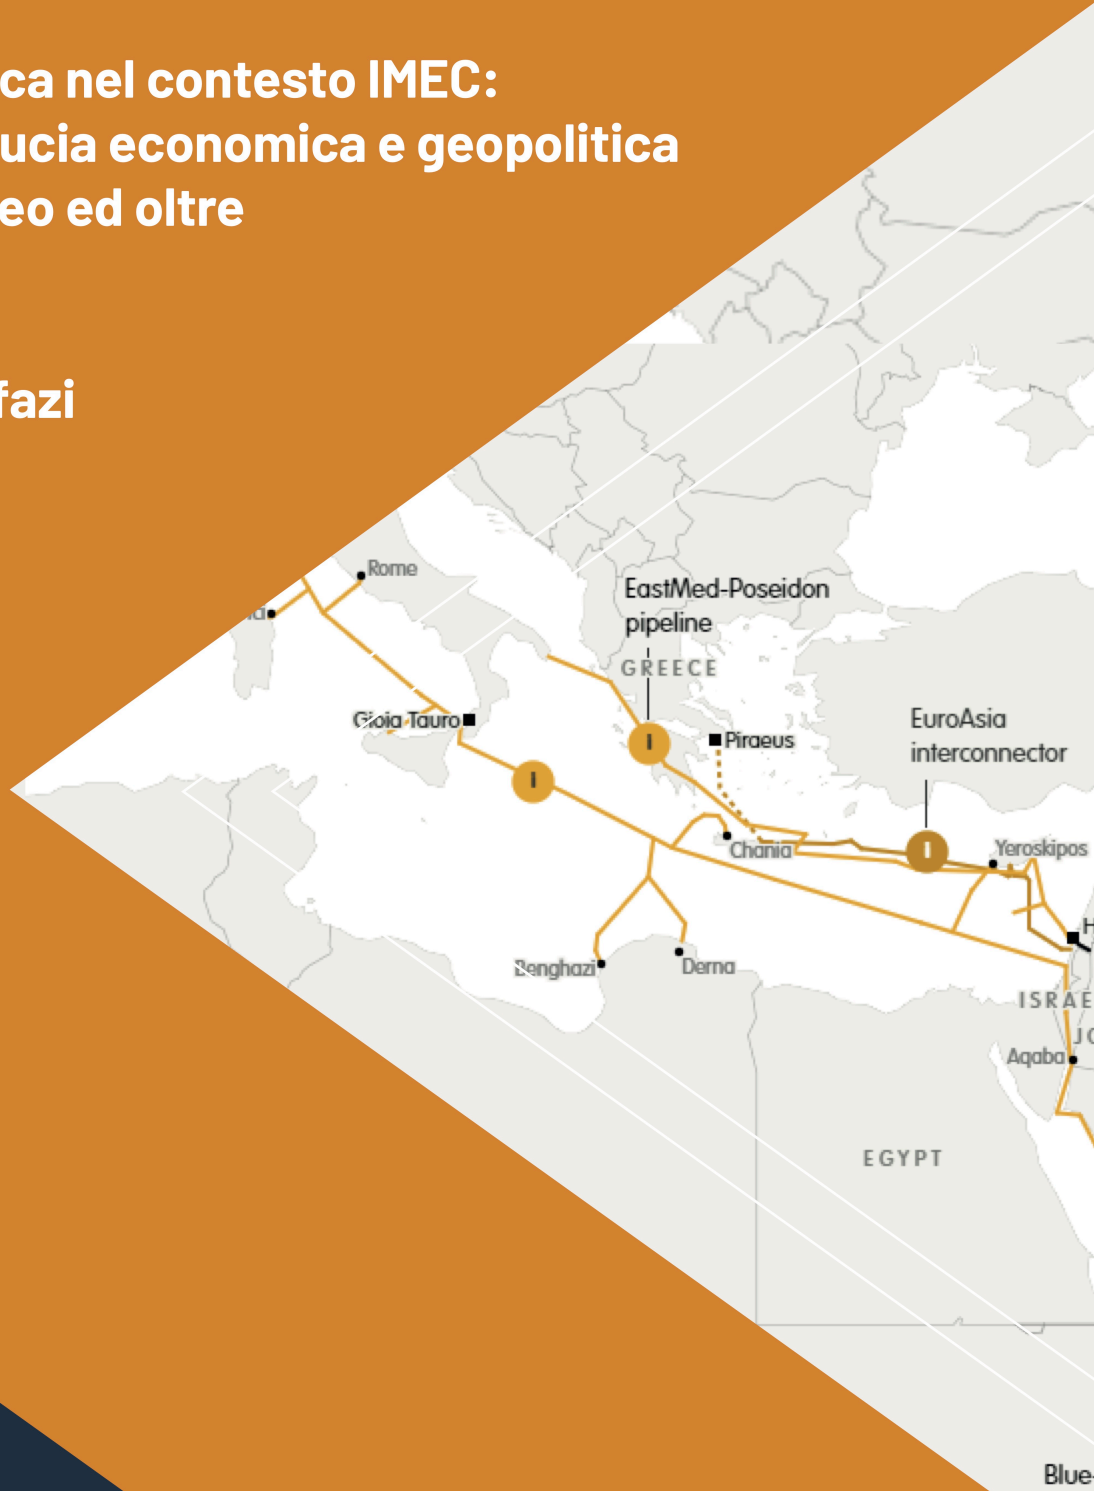 ca nel contesto IMEC:
ucia economica e geopolitica
eo ed oltre
fazi
Rome
EastMed-Poseidon
pipeline
GREECE
Gioia Tauro
Piraeus
EuroAsia
interconnector
I
I
I
Chania
Yeroskipos
H
Benghazi
Derna
ISRAE
JO
Aqaba
EGYPT
Blue-